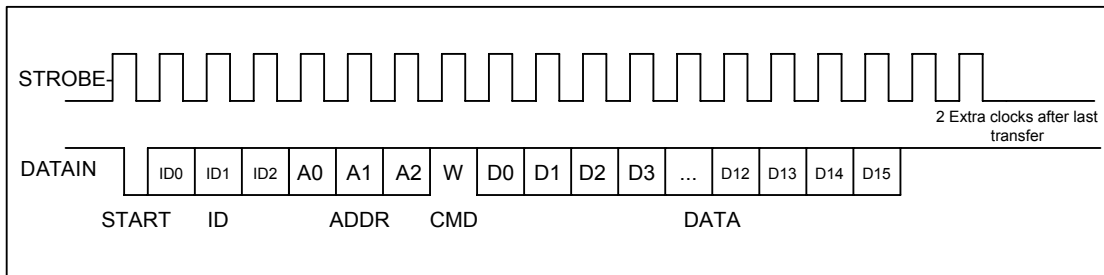 STROBE-
2 Extra clocks after last
transfer
DATAIN
ID0 ID1 ID2 A0 A1 A2 W D0 D1 D2 D3 ... D12 D13 D14 D15
START ID ADDR CMD DATA